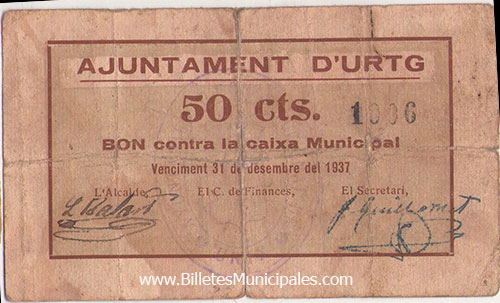 AJUNTAMENT D'URTG
50 cts. 1006
BON contra la caixa Municipal
Venciment 31 de desembre del 1937
L'Alcalde, El C. de Finances, El Secretari,
www.BilletesMunicipales.com